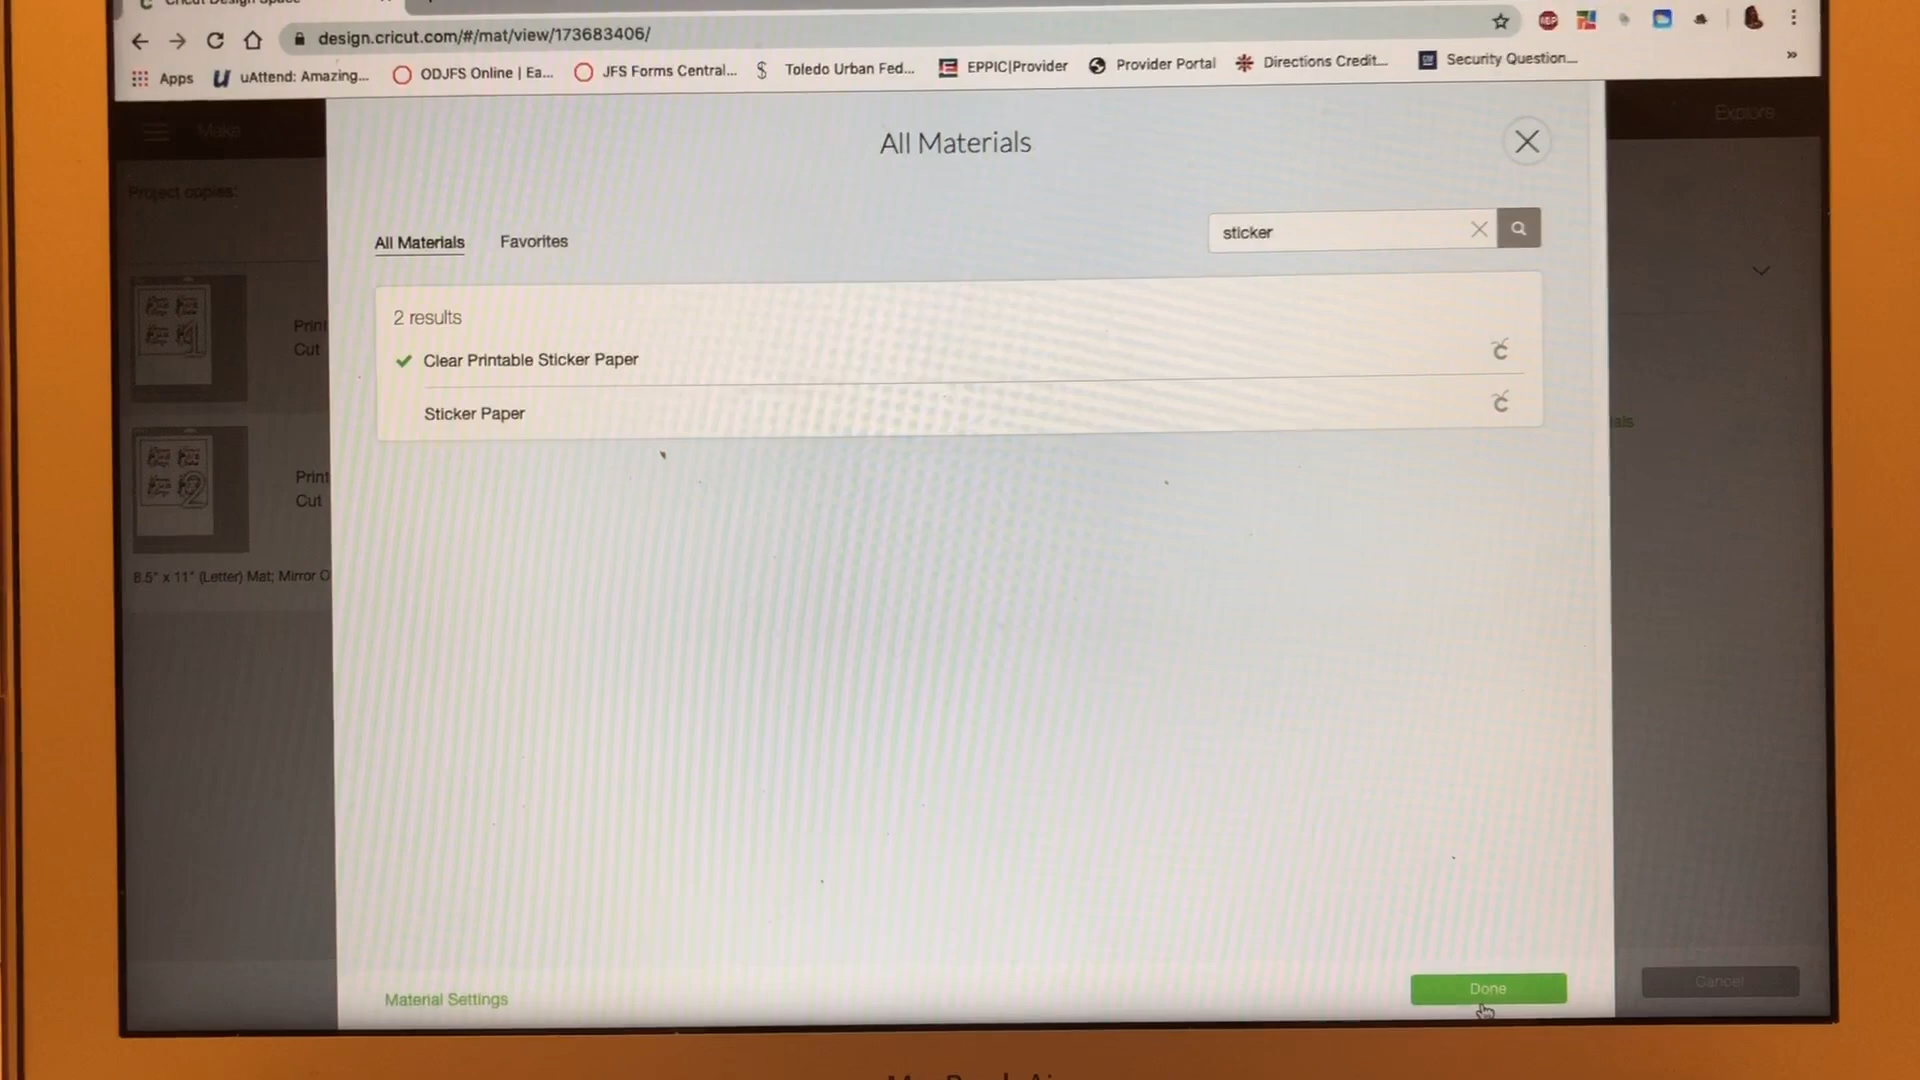 Cricut Design Space
design.cricut.com/#/mat/view/173683406/
Apps uAttend: Amazing... ODJFS Online | Ea... JFS Forms Central... Toledo Urban Fed... EPPIC|Provider Provider Portal Directions Credit... Security Question... »
Make
Explore
All Materials
Project copies:
All Materials Favorites
sticker
2 results
Clear Printable Sticker Paper
Sticker Paper
1
Print
Cut
2
Print
Cut
8.5" x 11" (Letter) Mat; Mirror O
als
Material Settings
Done
Cancel